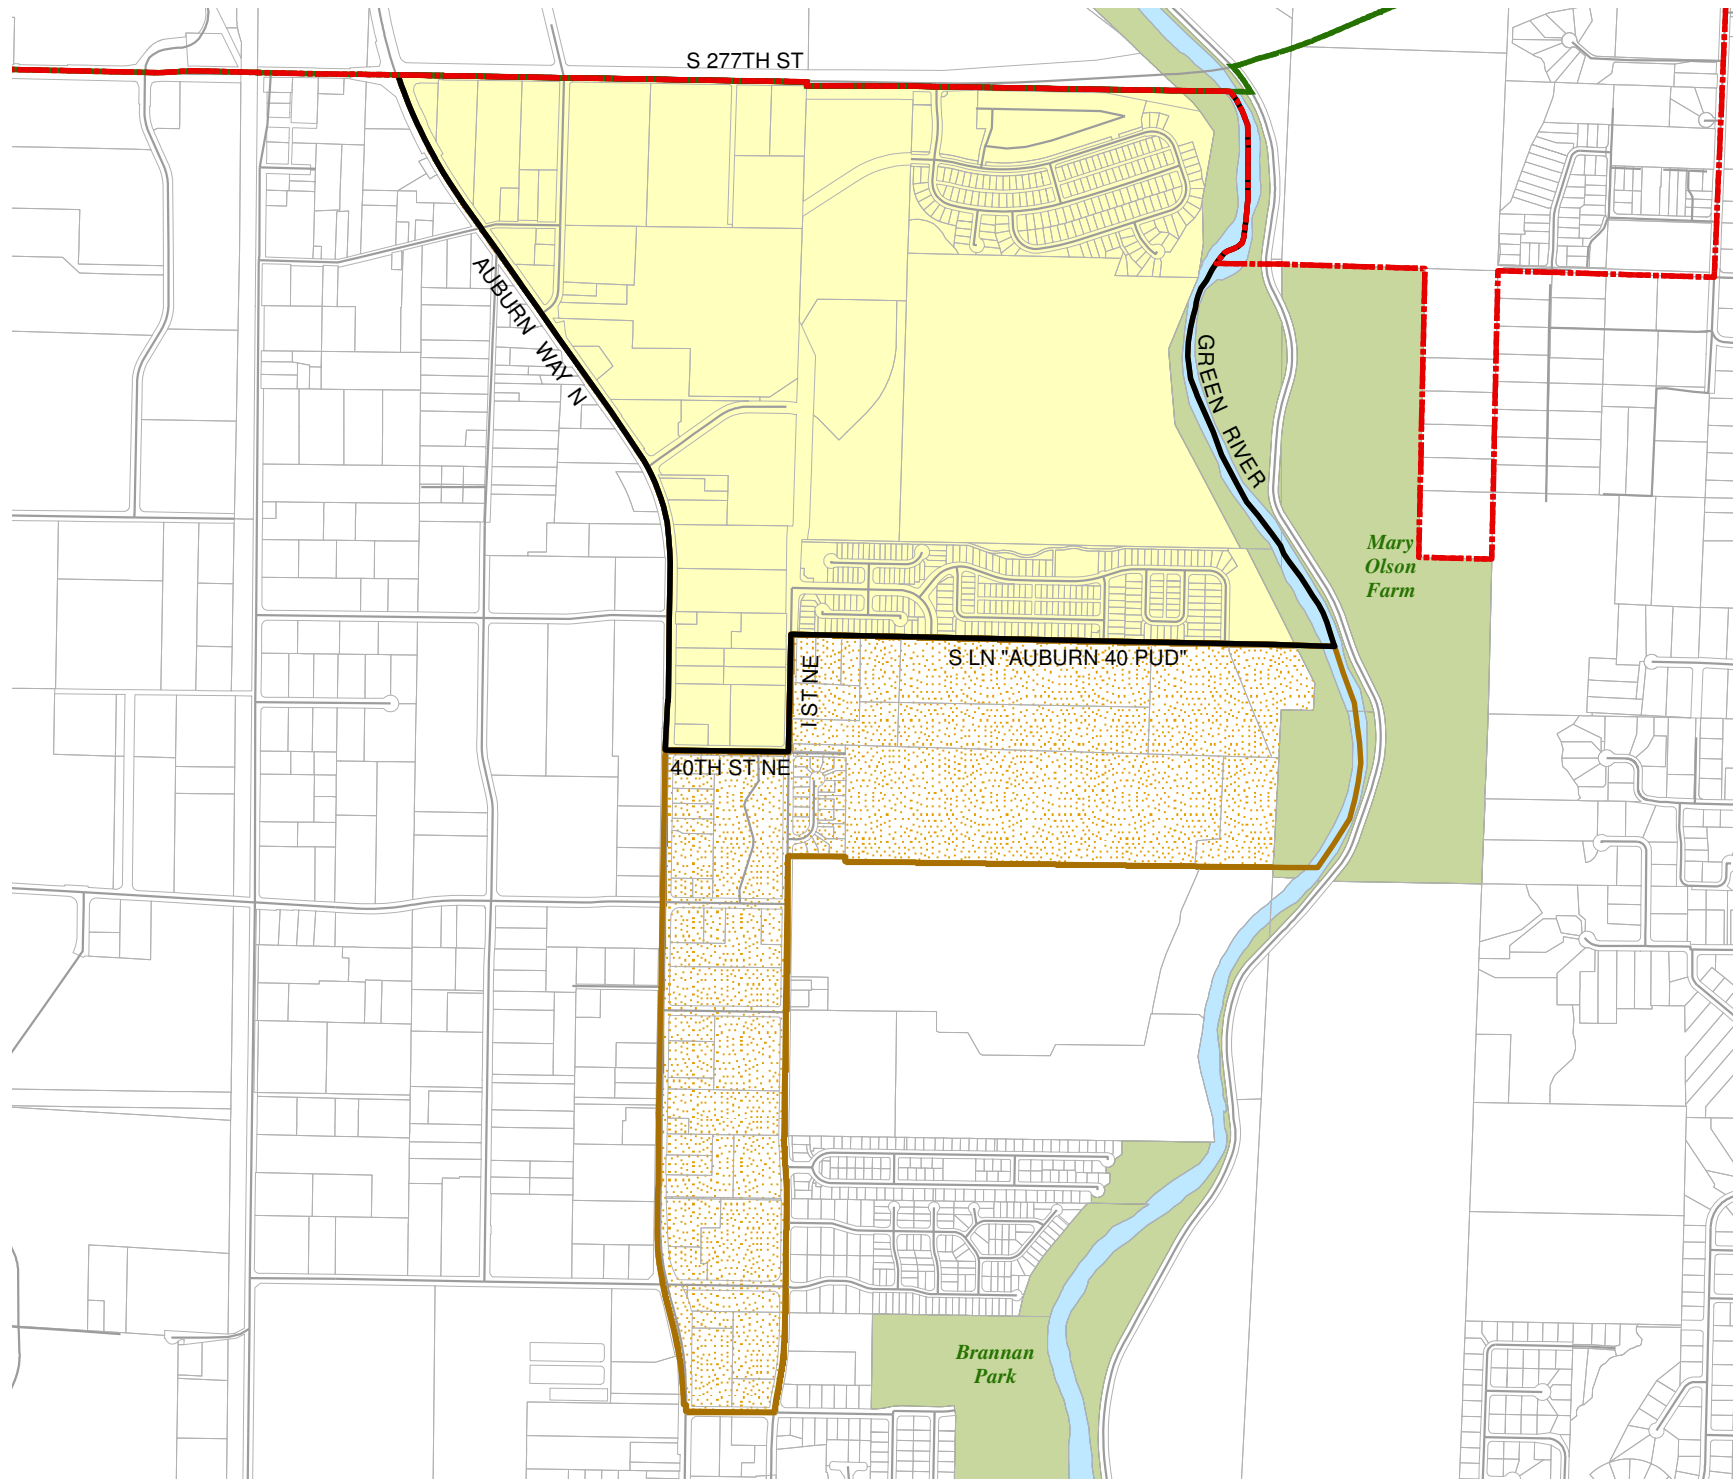 S 277TH ST
AUBURN WAY N
GREEN RIVER
Mary
Olson
Farm
S LN "AUBURN 40 PUD"
I ST NE
40TH ST NE
Brannan
Park